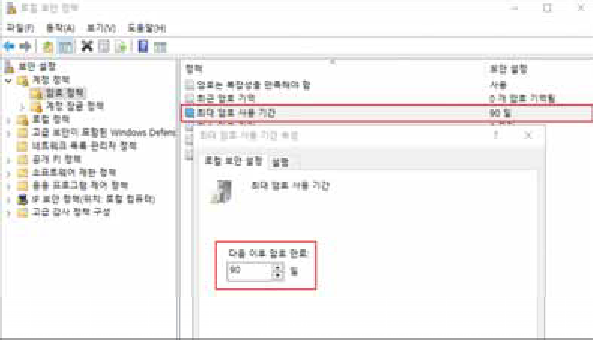 로컬 보안 정책
파일(F) 동작(A) 보기(V) 도움말(H)
보안 설정
계정 정책
암호 정책
계정 잠금 정책
로컬 정책
고급 보안이 포함된 Windows Defend
네트워크 목록 관리자 정책
공개 키 정책
소프트웨어 제한 정책
응용 프로그램 제어 정책
IP 보안 정책(위치: 로컬 컴퓨터)
고급 감사 정책 구성
정책 보안 설정
암호는 복잡성을 만족해야 함 사용
최근 암호 기억 0 개 암호 기억됨
최대 암호 사용 기간 90 일
최대 암호 사용 기간 속성 ? ×
로컬 보안 설정 설명
최대 암호 사용 기간
다음 이후 암호 만료:
90 일